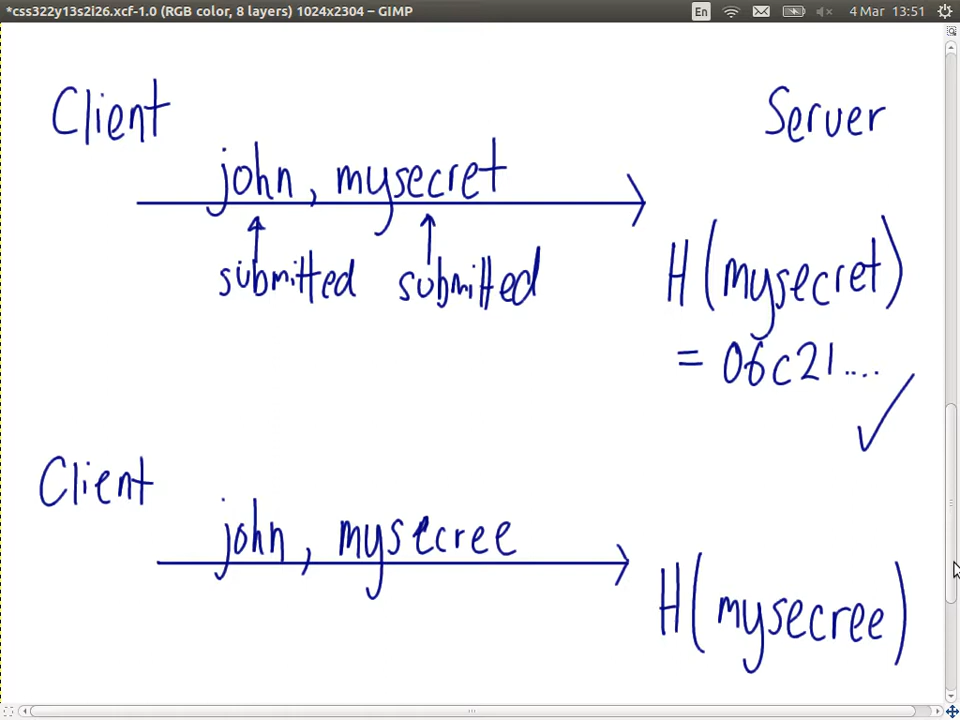 *css322y13s2i26.xcf-1.0 (RGB color, 8 layers) 1024x2304 – GIMP En 4 Mar 13:51
Client Server
john, mysecret
submitted submitted H(mysecret)
= 06c21....
Client
john, mysecree
H(mysecree)